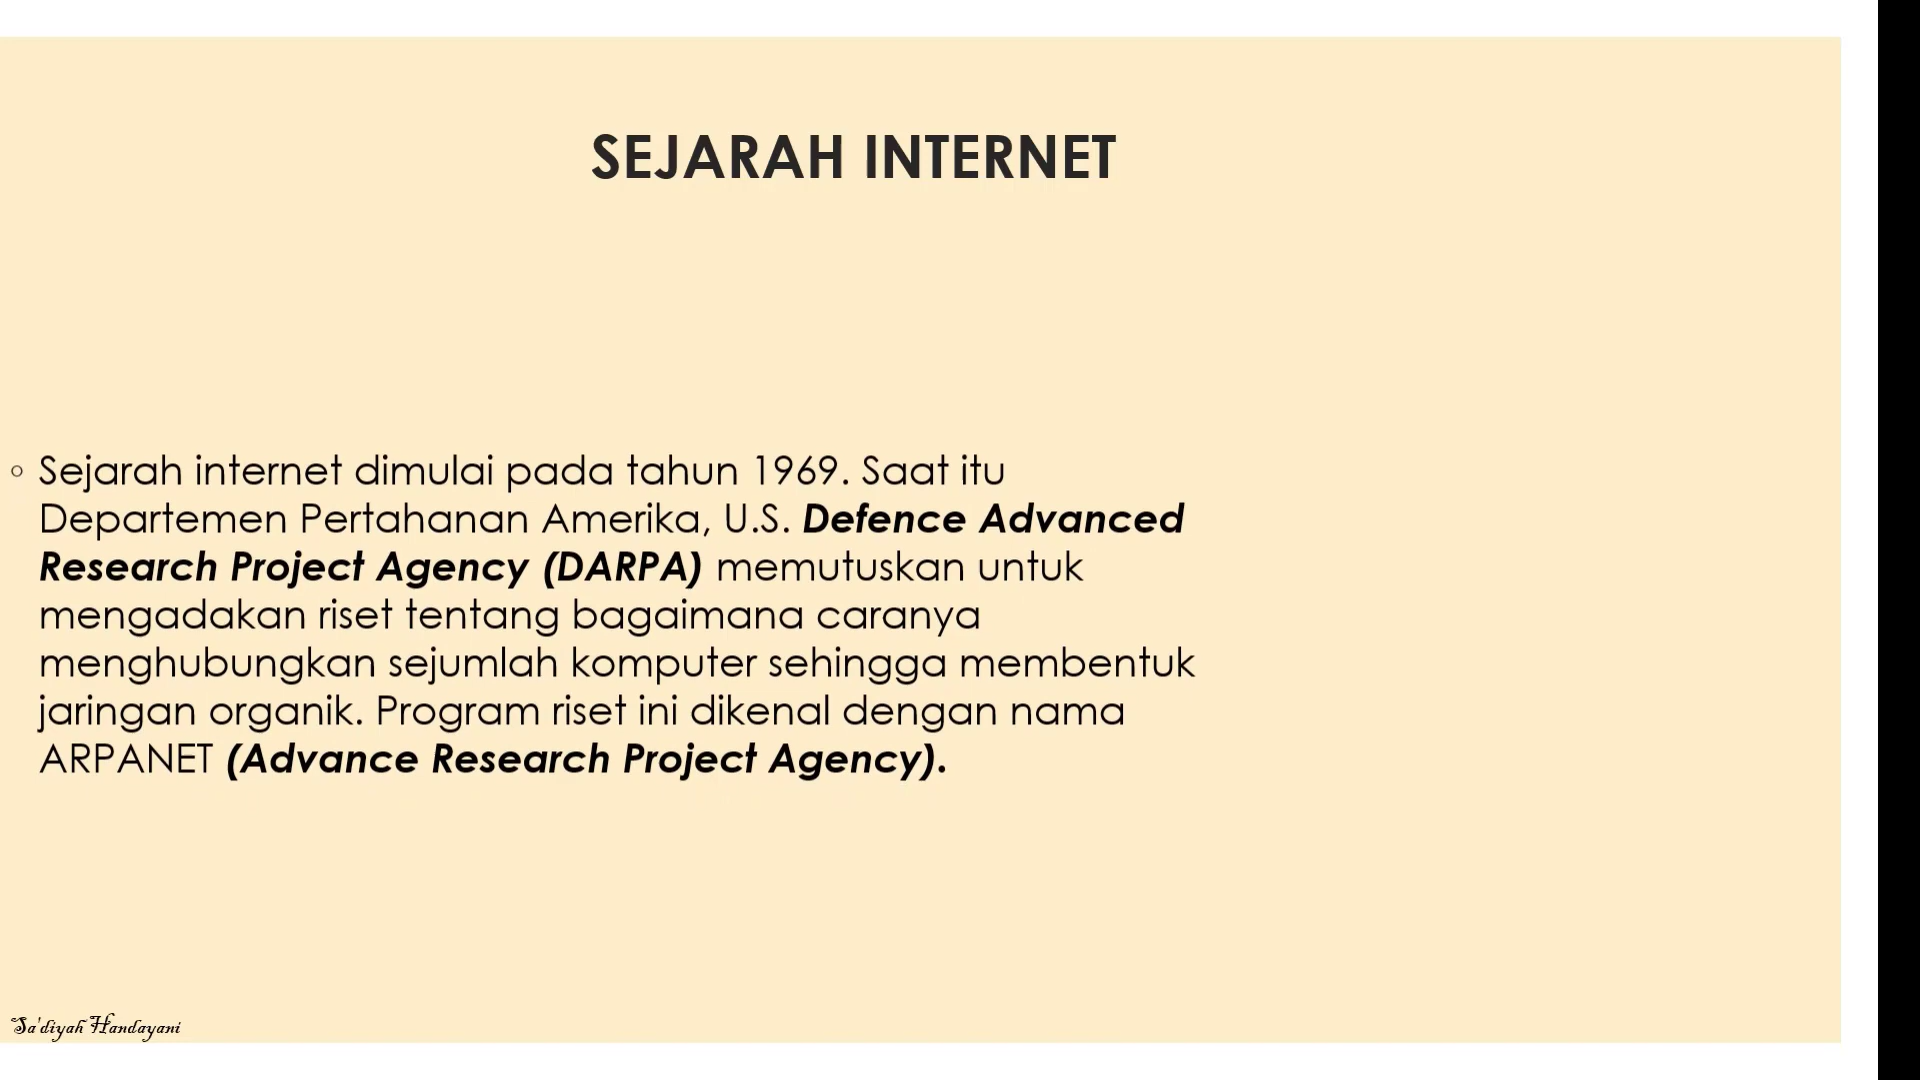 SEJARAH INTERNET
◦ Sejarah internet dimulai pada tahun 1969. Saat itu
Departemen Pertahanan Amerika, U.S. Defence Advanced
Research Project Agency (DARPA) memutuskan untuk
mengadakan riset tentang bagaimana caranya
menghubungkan sejumlah komputer sehingga membentuk
jaringan organik. Program riset ini dikenal dengan nama
ARPANET (Advance Research Project Agency).
Sa'diyah Handayani